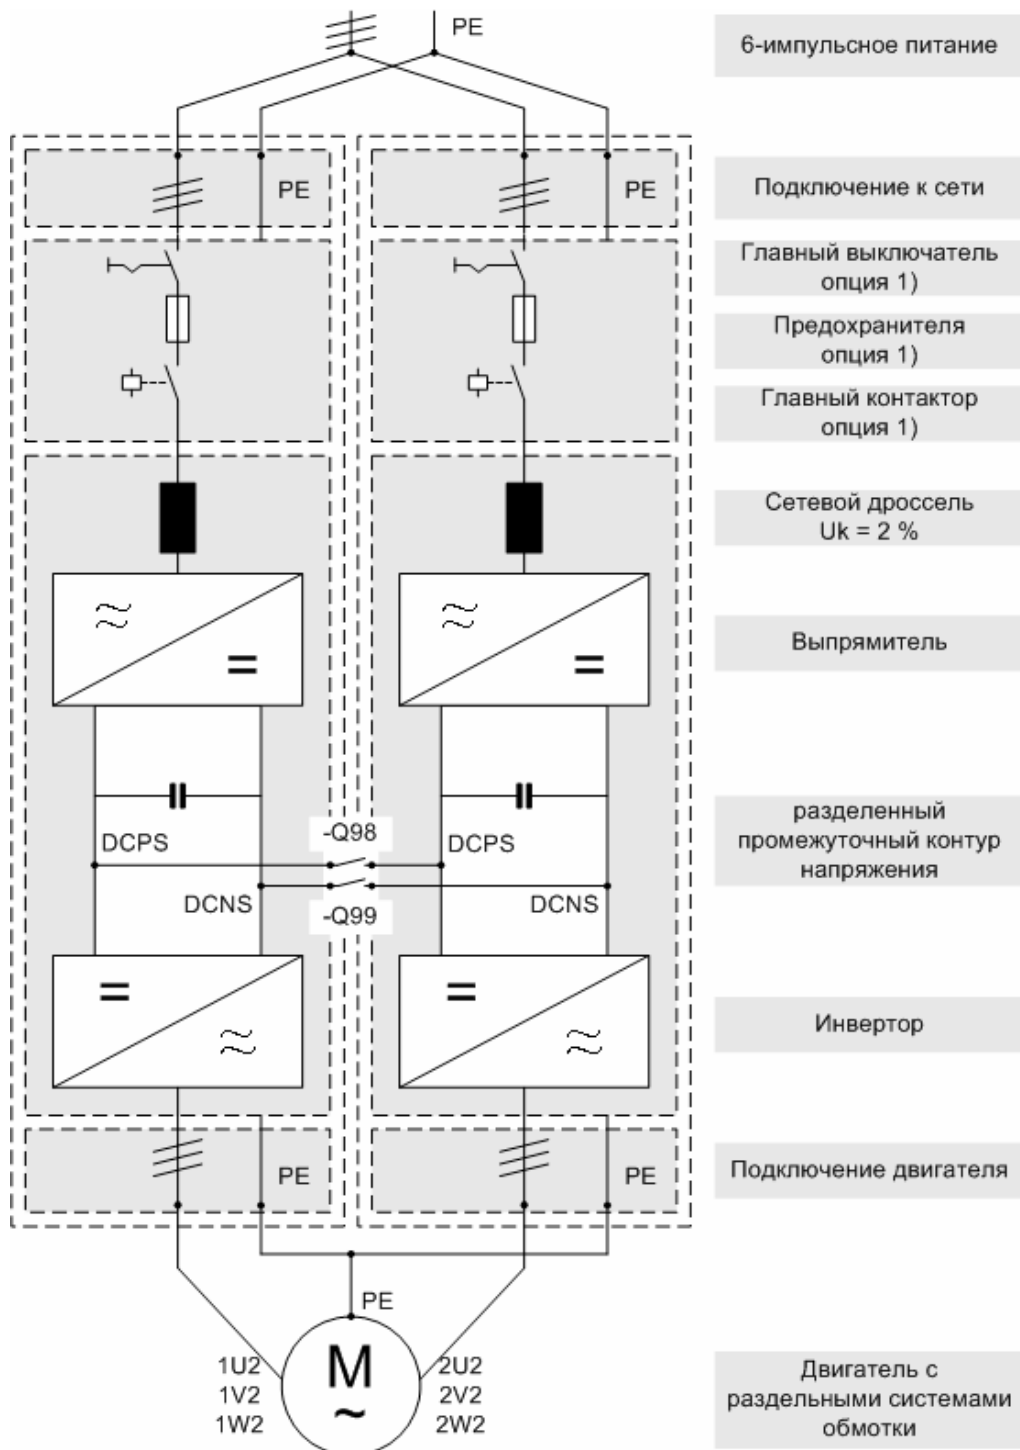 PE
6-импульсное питание
PE
PE
Подключение к сети
Главный выключатель
опция 1)
Предохранителя
опция 1)
Главный контактор
опция 1)
Сетевой дроссель
Uk = 2 %
Выпрямитель
-Q98
DCPS
DCPS
DCNS
DCNS
-Q99
разделенный
промежуточный контур
напряжения
Инвертор
PE
PE
Подключение двигателя
PE
M
~
1U2
1V2
1W2
2U2
2V2
2W2
Двигатель с
раздельными системами
обмотки